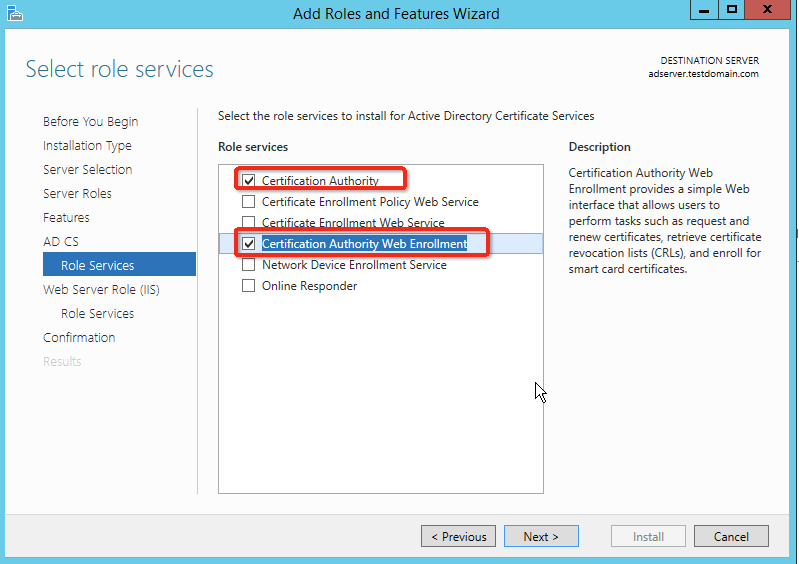 Add Roles and Features Wizard
Select role services
DESTINATION SERVER
adserver.testdomain.com
Before You Begin
Installation Type
Server Selection
Server Roles
Features
AD CS
Role Services
Web Server Role (IIS)
Role Services
Confirmation
Results
Select the role services to install for Active Directory Certificate Services
Role services
Certification Authority
Certificate Enrollment Policy Web Service
Certificate Enrollment Web Service
Certification Authority Web Enrollment
Network Device Enrollment Service
Online Responder
Description
Certification Authority Web
Enrollment provides a simple Web
interface that allows users to
perform tasks such as request and
renew certificates, retrieve certificate
revocation lists (CRLs), and enroll for
smart card certificates.
< Previous
Next >
Install
Cancel